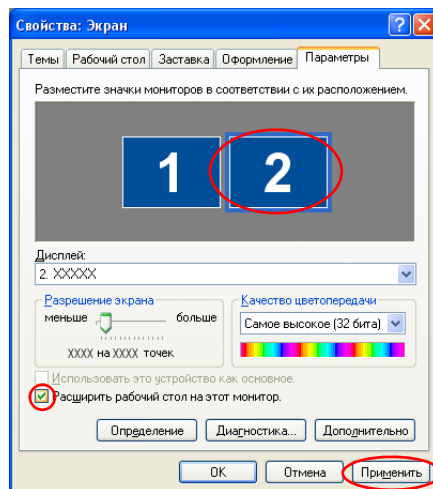 Свойства: Экран
Темы Рабочий стол Заставка Оформление Параметры
Разместите значки мониторов в соответствии с их расположением.
1 2
Дисплей:
2. XXXXX
Разрешение экрана Качество цветопередачи
меньше больше Самое высокое (32 бита)
XXXX на XXXX точек
Использовать это устройство как основное.
Расширить рабочий стол на этот монитор.
Определение Диагностика... Дополнительно
OK Отмена Применить